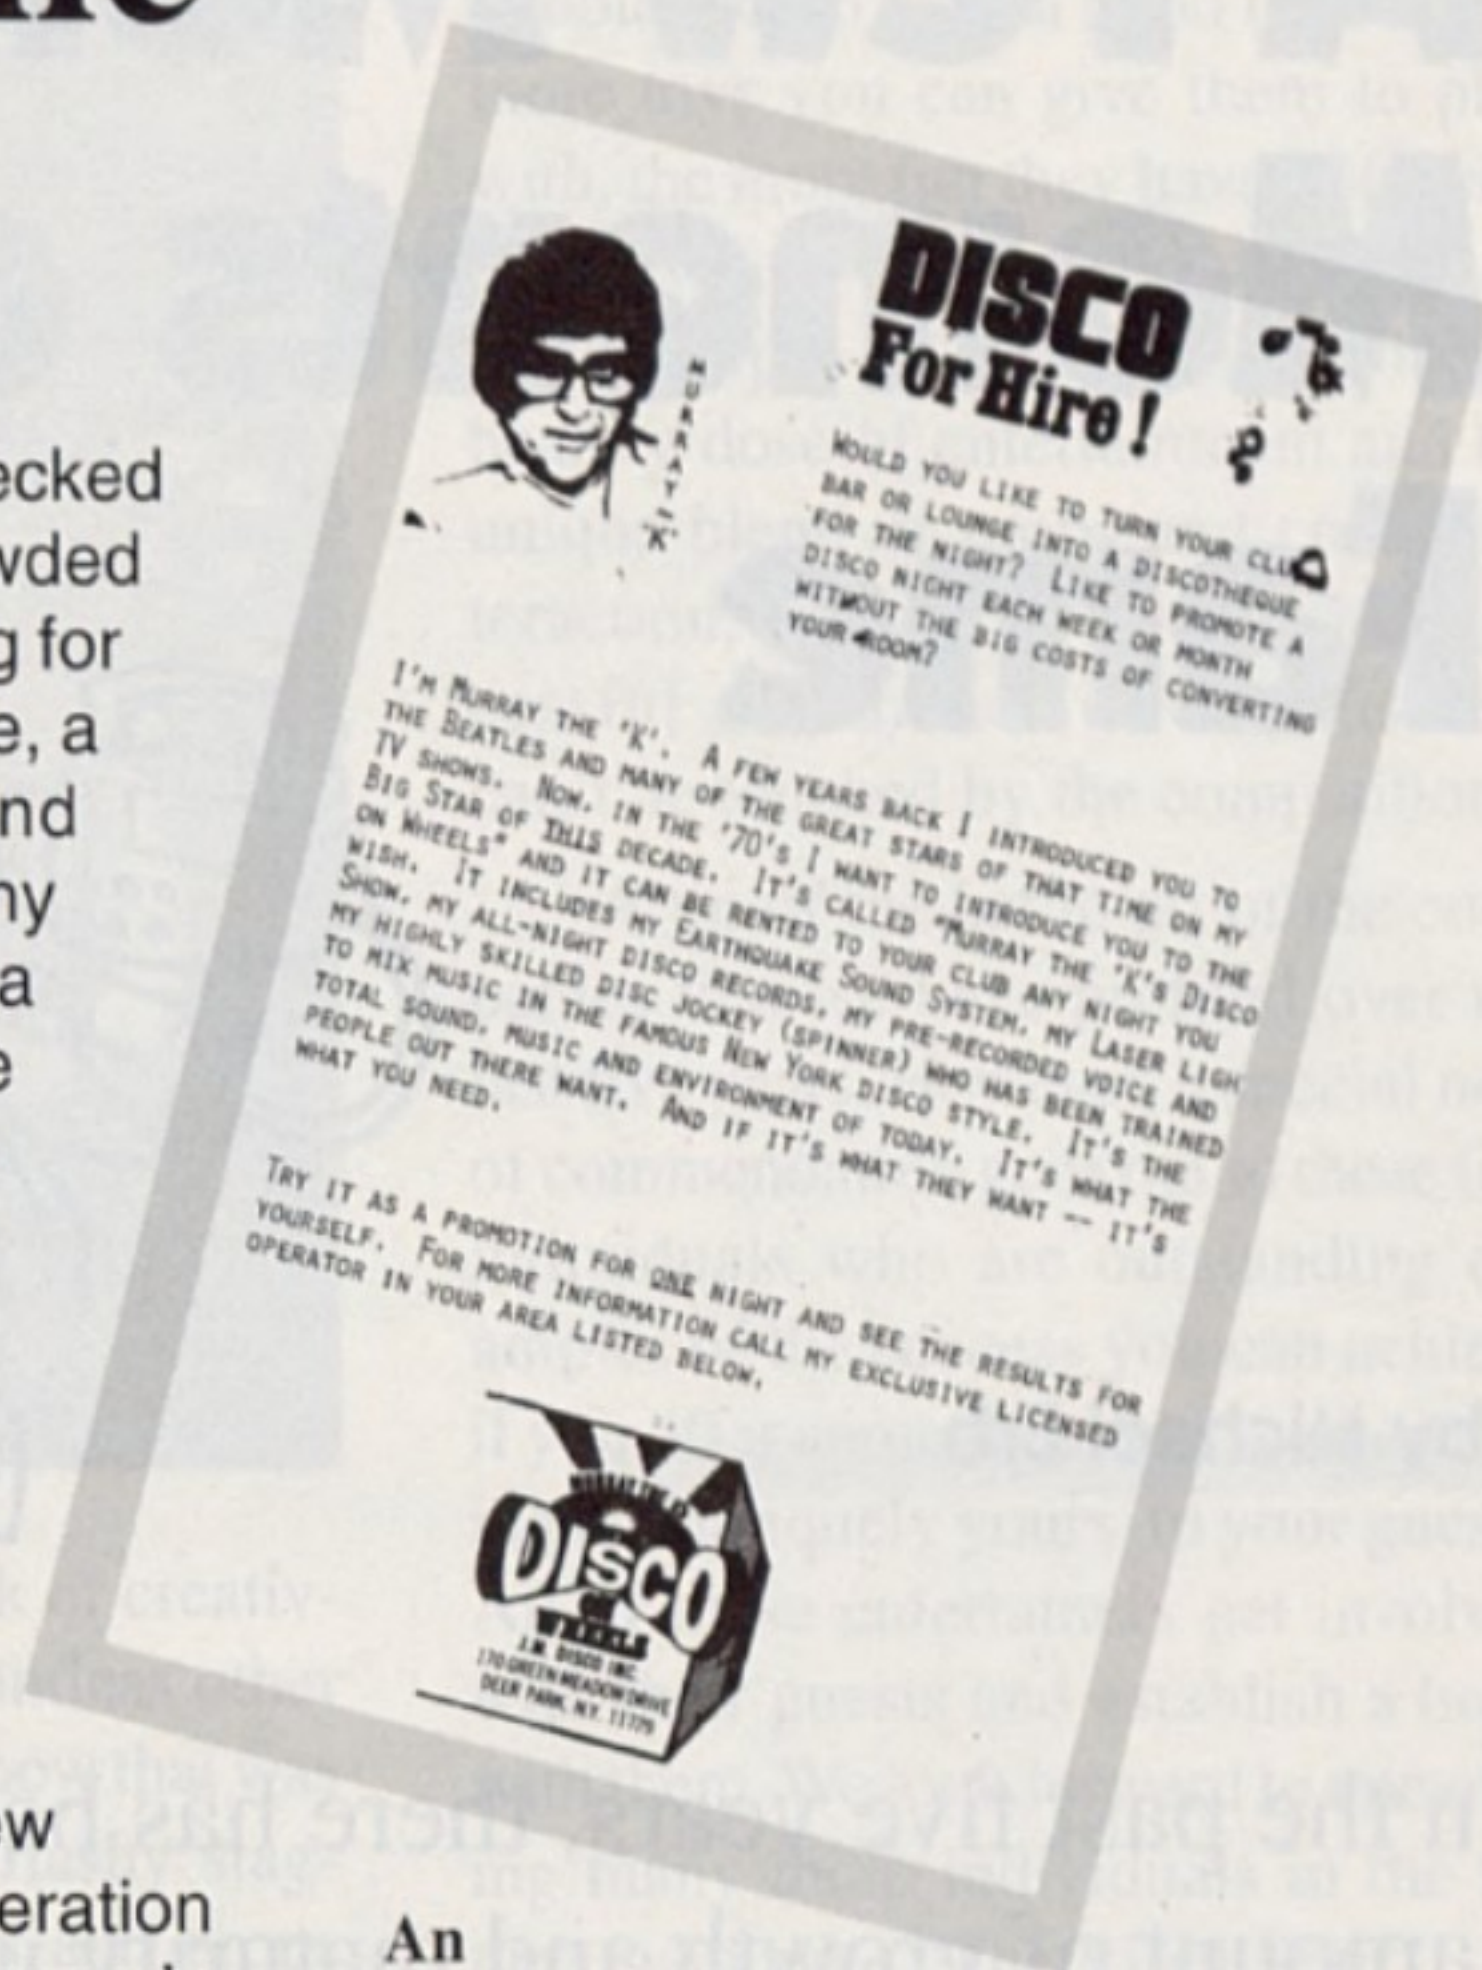 ecked
wded
g for
e, a
nd
ny
a
e
ew
eration
An
MURRAY "K"
DISCO
For Hire!
WOULD YOU LIKE TO TURN YOUR CLUB
BAR OR LOUNGE INTO A DISCOTHEQUE
FOR THE NIGHT? LIKE TO PROMOTE A
DISCO NIGHT EACH WEEK OR MONTH
WITHOUT THE BIG COSTS OF CONVERTING
YOUR ROOM?
I'M MURRAY THE 'K'. A FEW YEARS BACK I INTRODUCED YOU TO
THE BEATLES AND MANY OF THE GREAT STARS OF THAT TIME ON MY
TV SHOWS. NOW, IN THE '70'S I WANT TO INTRODUCE YOU TO THE
BIG STAR OF THIS DECADE. IT'S CALLED "MURRAY THE 'K'S DISCO
ON WHEELS" AND IT CAN BE RENTED TO YOUR CLUB ANY NIGHT YOU
WISH. IT INCLUDES MY EARTHQUAKE SOUND SYSTEM, MY LASER LIGH
SHOW, MY ALL-NIGHT DISCO RECORDS, MY PRE-RECORDED VOICE AND
MY HIGHLY SKILLED DISC JOCKEY (SPINNER) WHO HAS BEEN TRAINED
TO MIX MUSIC IN THE FAMOUS NEW YORK DISCO STYLE. IT'S THE
TOTAL SOUND, MUSIC AND ENVIRONMENT OF TODAY. IT'S WHAT THE
PEOPLE OUT THERE WANT. AND IF IT'S WHAT THEY WANT -- IT'S
WHAT YOU NEED.
TRY IT AS A PROMOTION FOR ONE NIGHT AND SEE THE RESULTS FOR
YOURSELF. FOR MORE INFORMATION CALL MY EXCLUSIVE LICENSED
OPERATOR IN YOUR AREA LISTED BELOW.
MURRAY THE K'S
DISCO
ON
WHEELS
J.M. DISCO INC.
170 GREEN MEADOW DRIVE
DEER PARK, N.Y. 11729